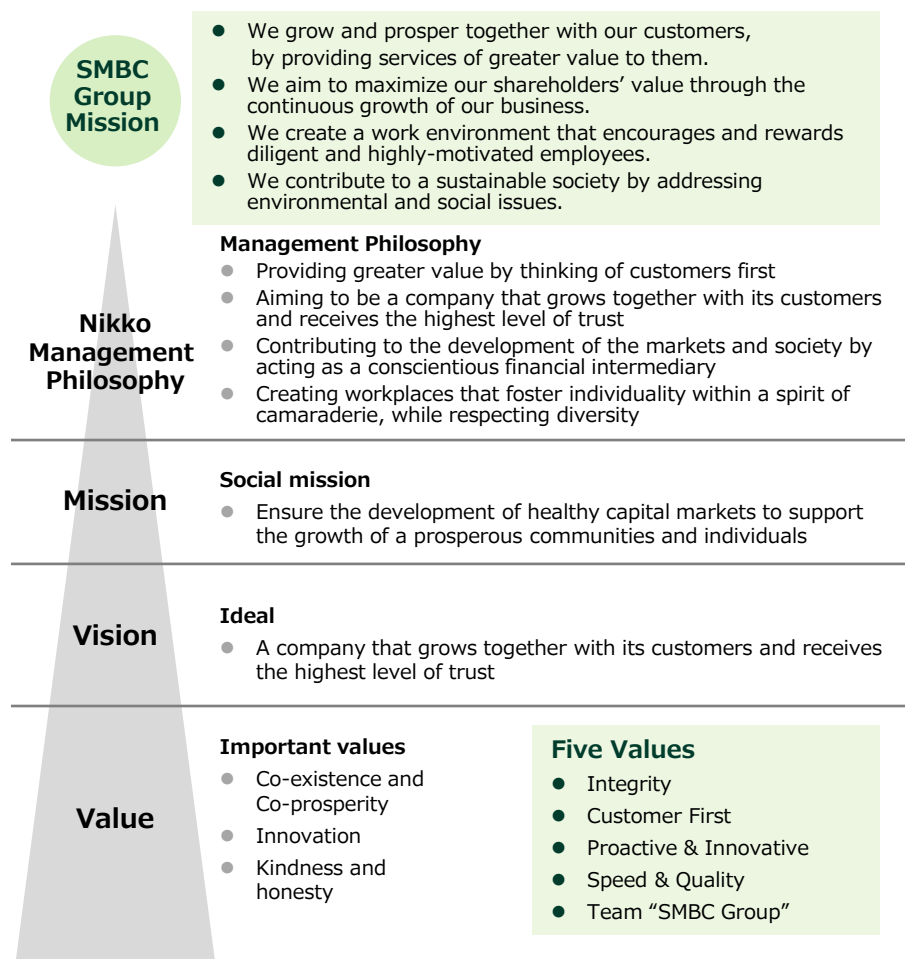 SMBC
Group
Mission
● We grow and prosper together with our customers,
by providing services of greater value to them.
● We aim to maximize our shareholders’ value through the
continuous growth of our business.
● We create a work environment that encourages and rewards
diligent and highly-motivated employees.
● We contribute to a sustainable society by addressing
environmental and social issues.
Nikko
Management
Philosophy
Management Philosophy
● Providing greater value by thinking of customers first
● Aiming to be a company that grows together with its customers
and receives the highest level of trust
● Contributing to the development of the markets and society by
acting as a conscientious financial intermediary
● Creating workplaces that foster individuality within a spirit of
camaraderie, while respecting diversity
Mission
Social mission
● Ensure the development of healthy capital markets to support
the growth of a prosperous communities and individuals
Vision
Ideal
● A company that grows together with its customers and receives
the highest level of trust
Value
Important values
● Co-existence and
Co-prosperity
● Innovation
● Kindness and
honesty
Five Values
● Integrity
● Customer First
● Proactive & Innovative
● Speed & Quality
● Team “SMBC Group”